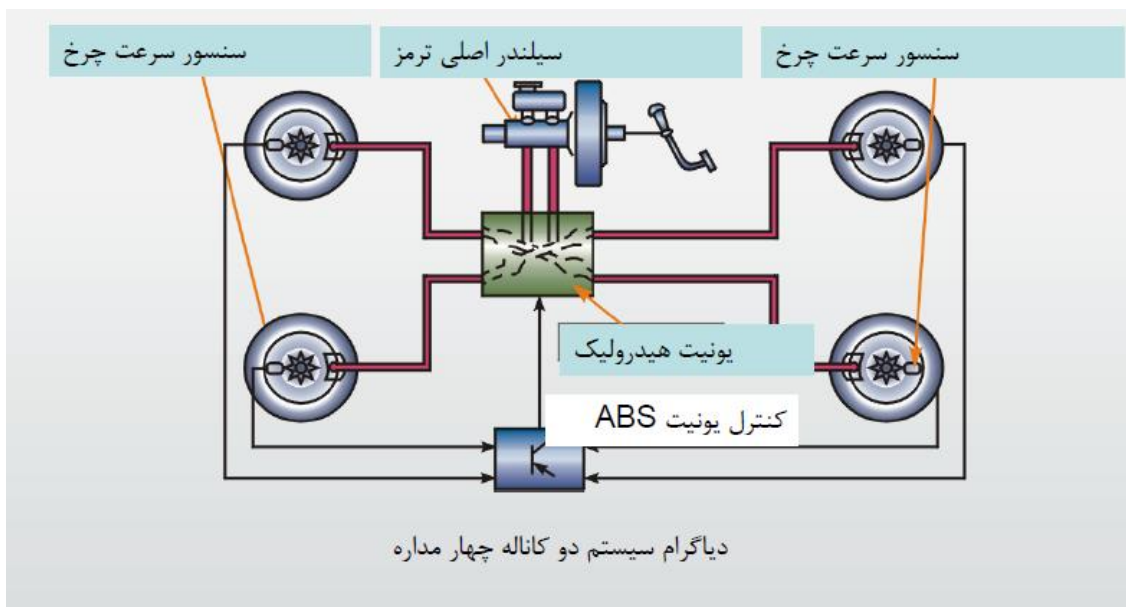 سنسور سرعت چرخ
سیلندر اصلی ترمز
سنسور سرعت چرخ
یونیت هیدرولیک
کنترل یونیت ABS
دیاگرام سیستم دو کاناله چهار مداره